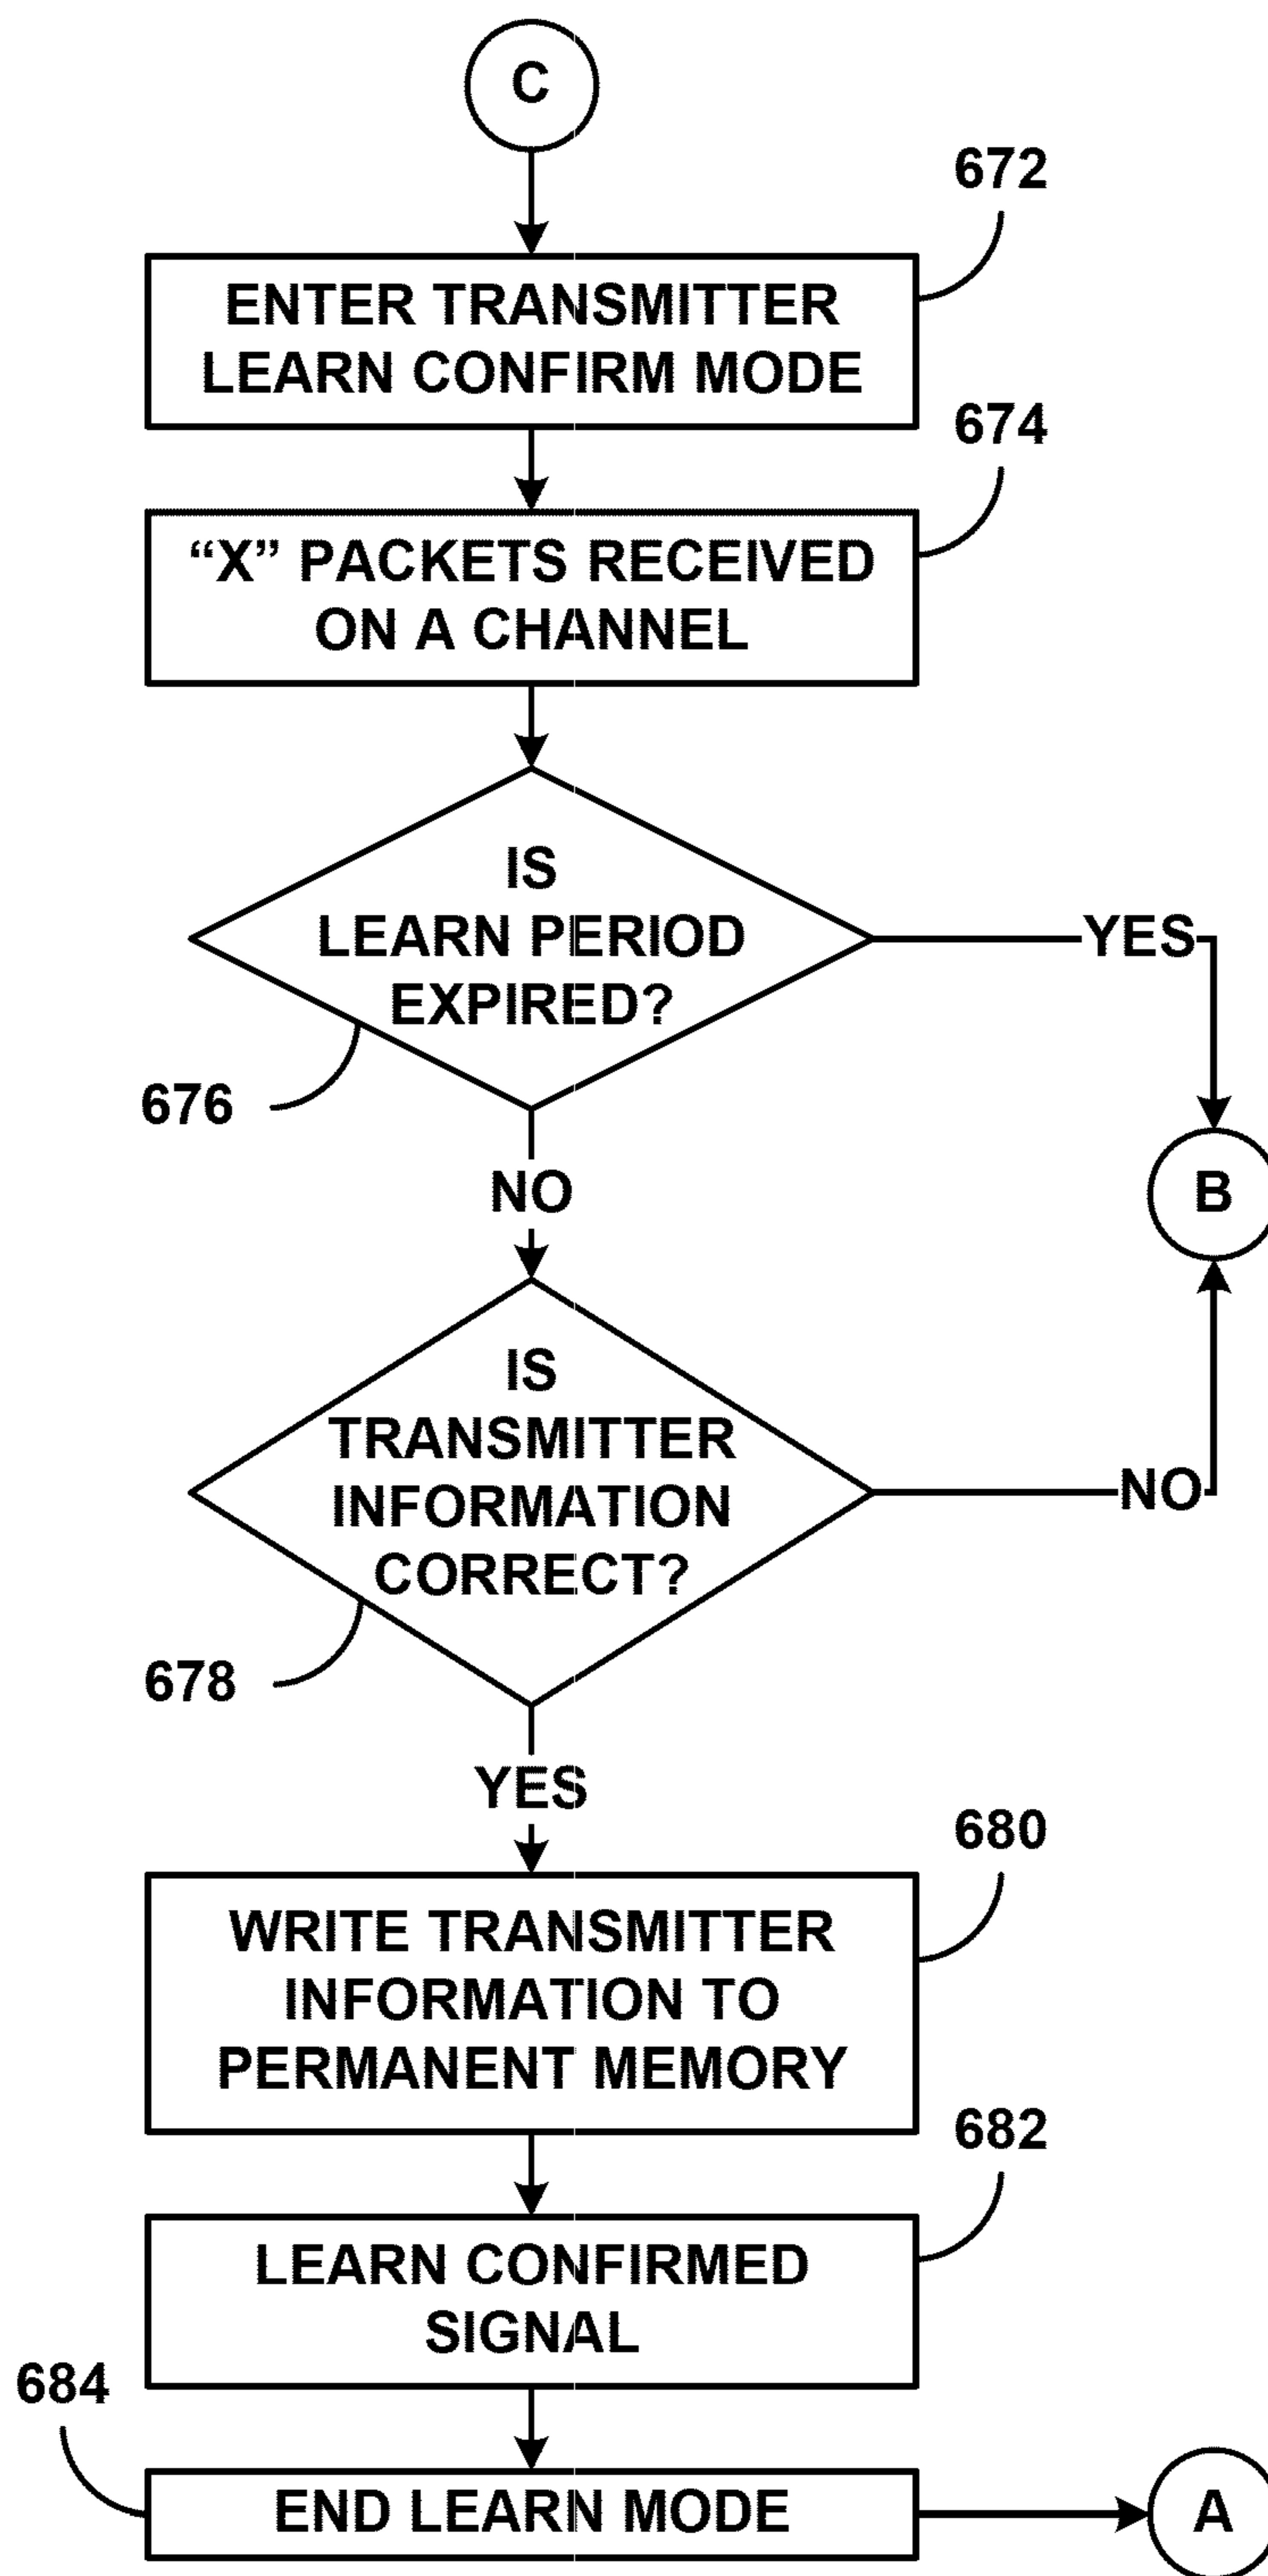 C
672
ENTER TRANSMITTER
LEARN CONFIRM MODE
674
“X” PACKETS RECEIVED
ON A CHANNEL
IS
LEARN PERIOD
EXPIRED?
YES
676
NO
B
IS
TRANSMITTER
INFORMATION
CORRECT?
NO
678
YES
680
WRITE TRANSMITTER
INFORMATION TO
PERMANENT MEMORY
682
LEARN CONFIRMED
SIGNAL
684
END LEARN MODE
A